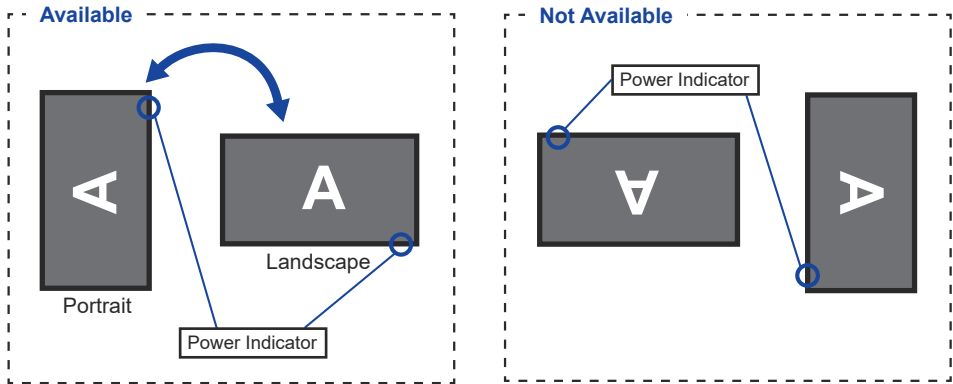 Available
A
A
Landscape
Portrait
Power Indicator
Not Available
Power Indicator
A
A